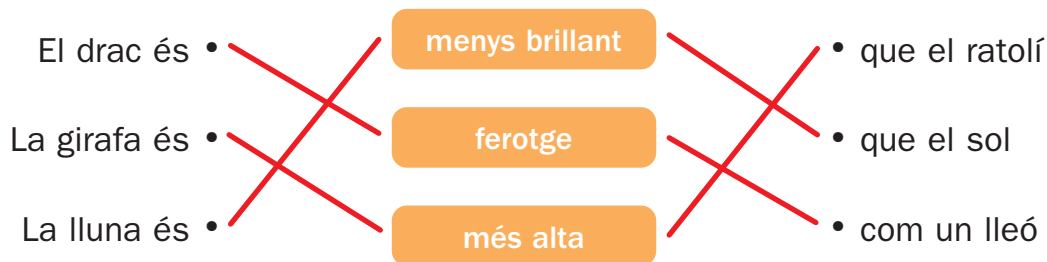 El drac és • menys brillant • que el ratolí
La girafa és • ferotge • que el sol
La lluna és • més alta • com un lleó